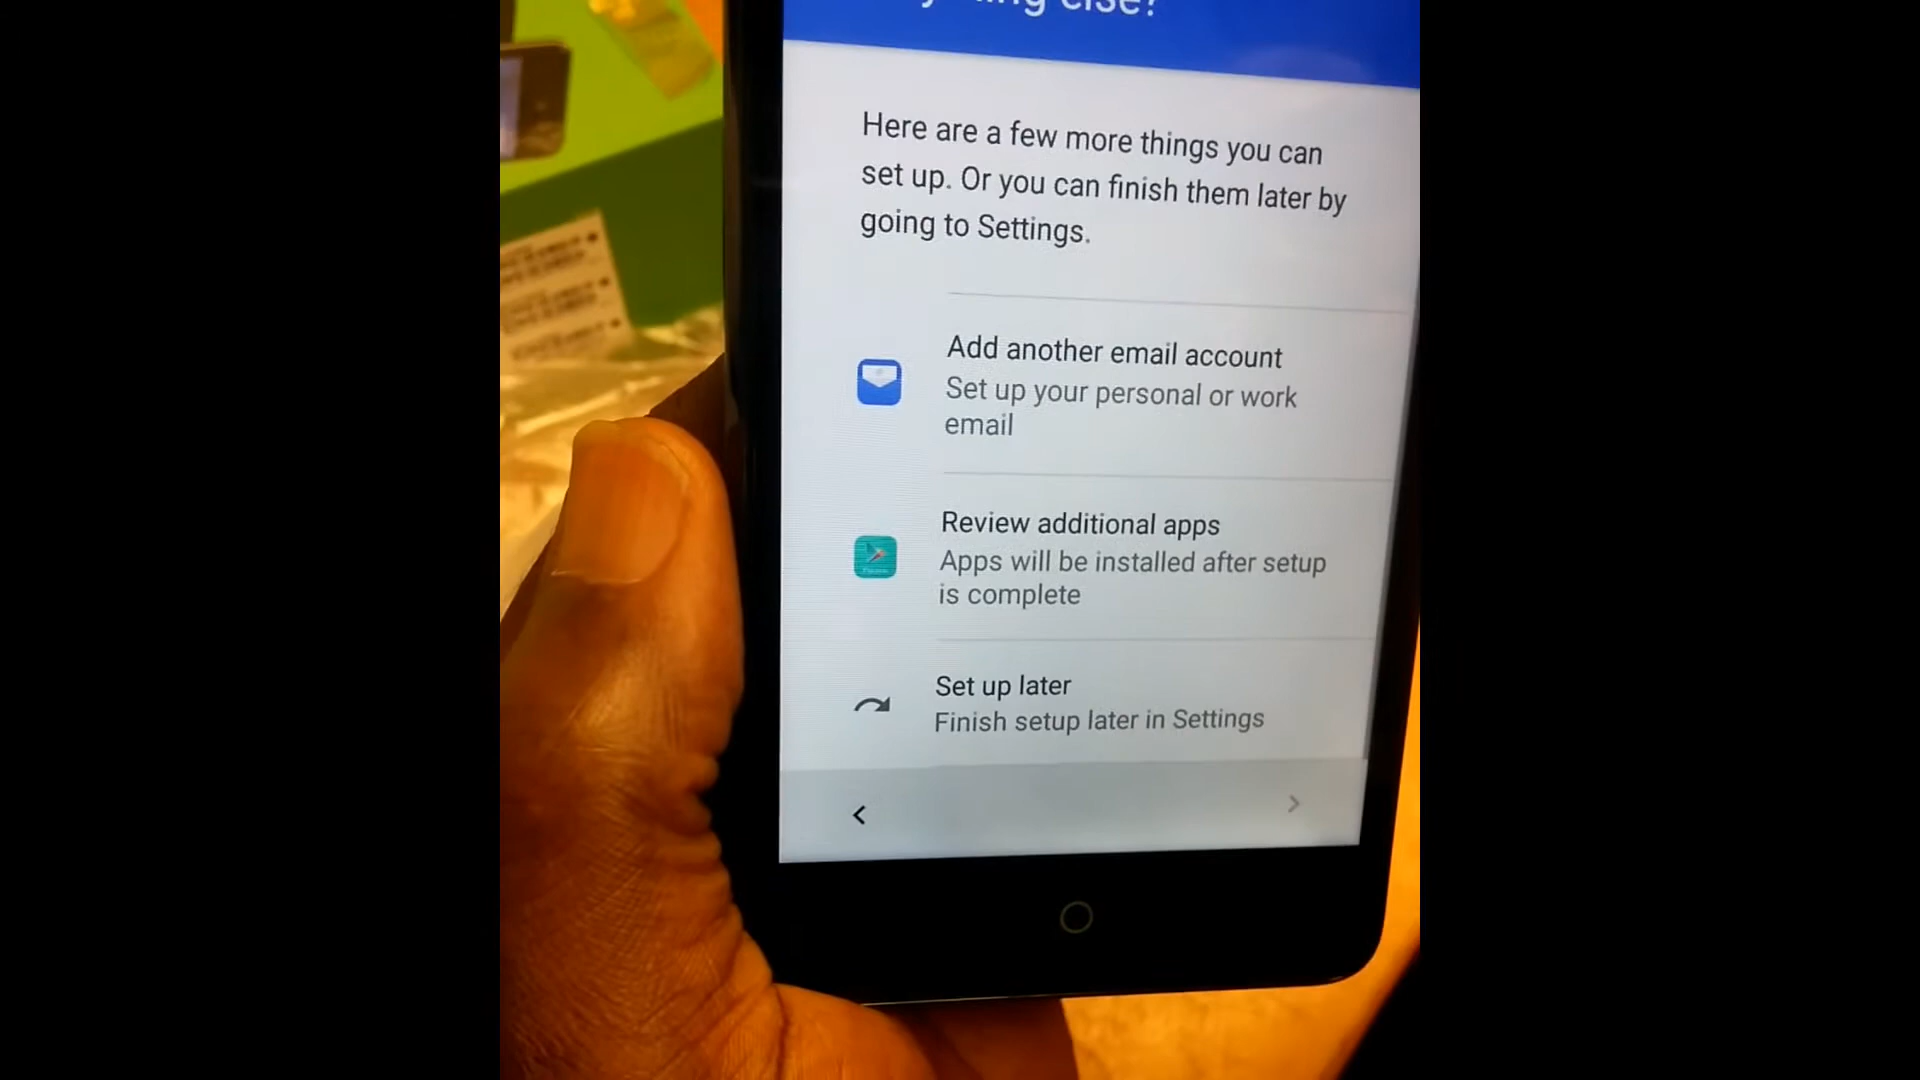 else?
Here are a few more things you can
set up. Or you can finish them later by
going to Settings.
Add another email account
Set up your personal or work
email
Review additional apps
Apps will be installed after setup
is complete
Set up later
Finish setup later in Settings